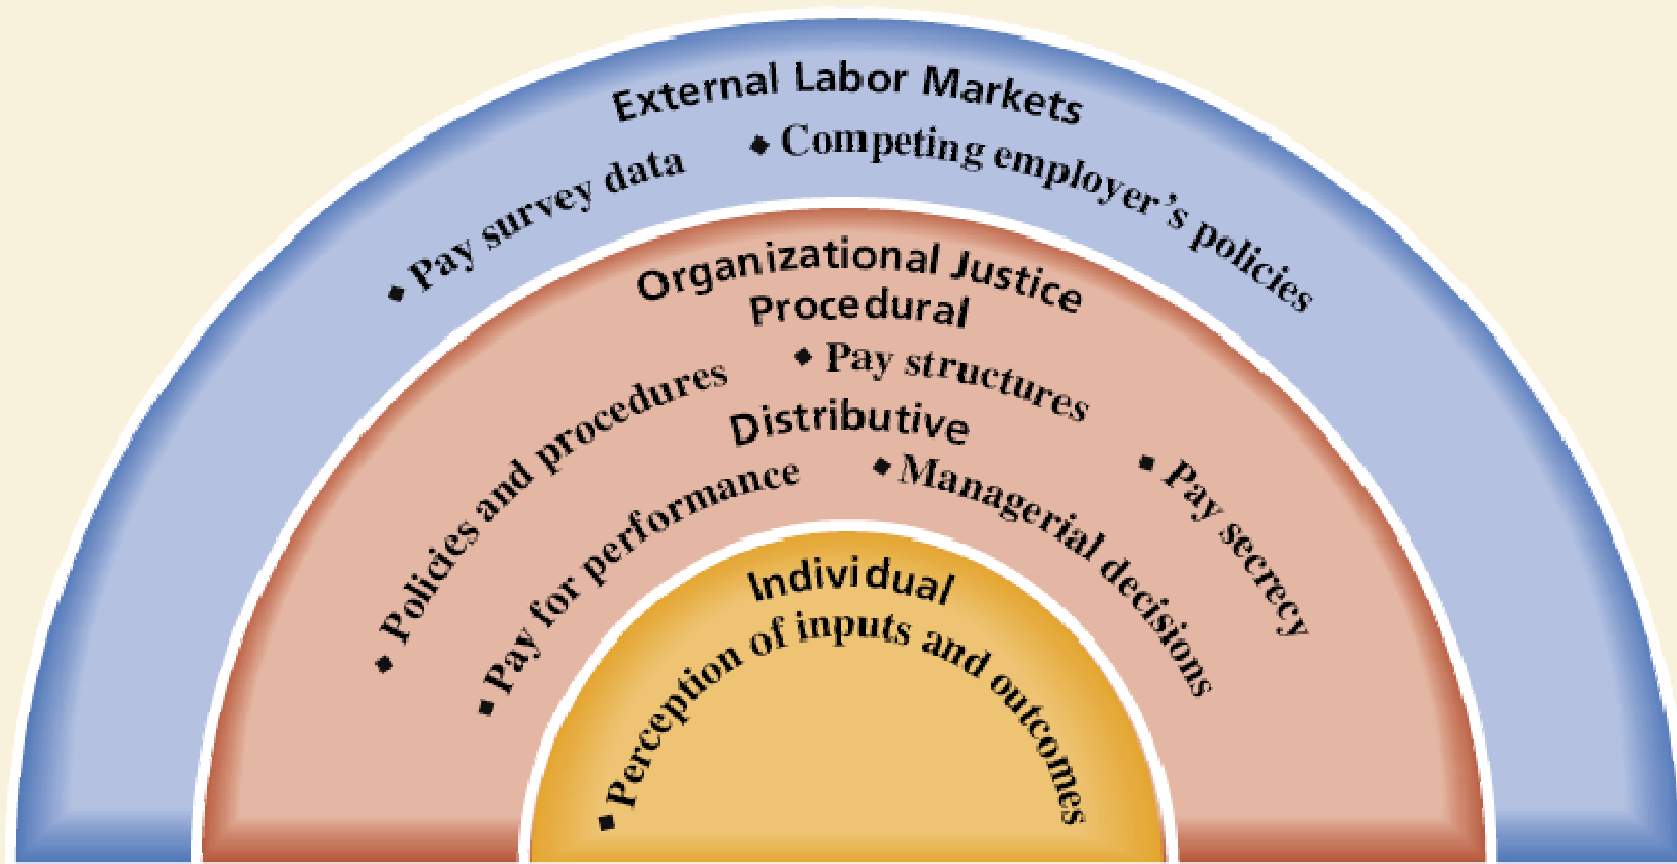 External Labor Markets
◆ Pay survey data
◆ Competing employer's policies
Organizational Justice
Procedural
◆ Policies and procedures
◆ Pay structures
Distributive
■ Pay for performance
◆ Managerial decisions
■ Pay secrecy
Individual
■ Perception of inputs and outcomes